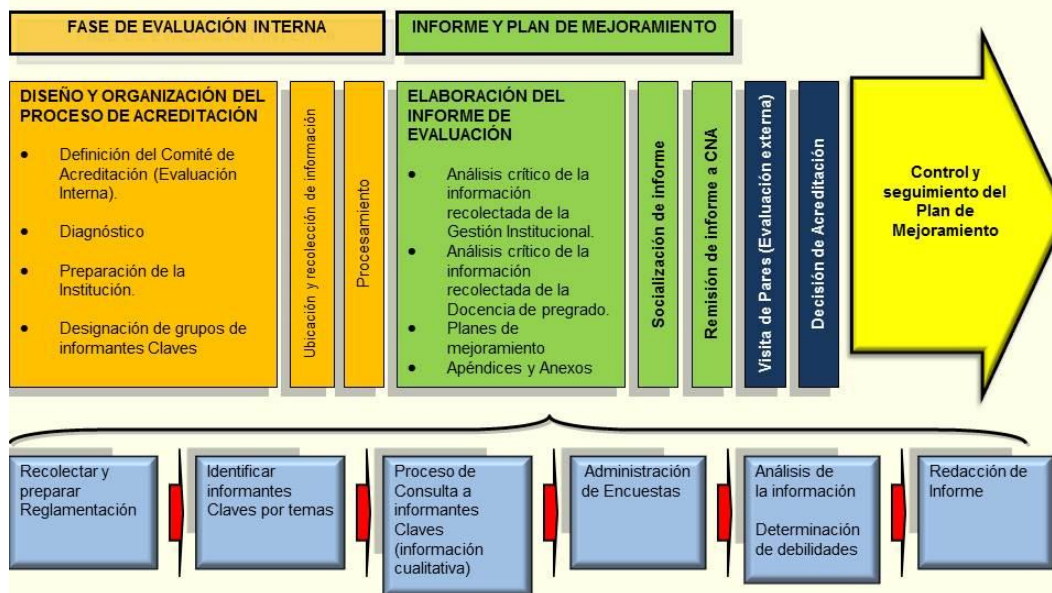 FASE DE EVALUACIÓN INTERNA
INFORME Y PLAN DE MEJORAMIENTO
DISEÑO Y ORGANIZACIÓN DEL
PROCESO DE ACREDITACIÓN
• Definición del Comité de
Acreditación (Evaluación
Interna).
• Diagnóstico
• Preparación de la
Institución.
• Designación de grupos de
informantes Claves
Ubicación y recolección de información
Procesamiento
ELABORACIÓN DEL
INFORME DE
EVALUACIÓN
• Análisis crítico de la
información
recolectada de la
Gestión Institucional.
• Análisis crítico de la
información
recolectada de la
Docencia de pregrado.
• Planes de
mejoramiento
• Apéndices y Anexos
Socialización de informe
Remisión de informe a CNA
Visita de Pares (Evaluación externa)
Decisión de Acreditación
Control y
seguimiento del
Plan de
Mejoramiento
Recolectar y
preparar
Reglamentación
Identificar
informantes
Claves por temas
Proceso de
Consulta a
informantes
Claves
(información
cualitativa)
Administración
de Encuestas
Análisis de
la información
Determinación
de debilidades
Redacción de
Informe